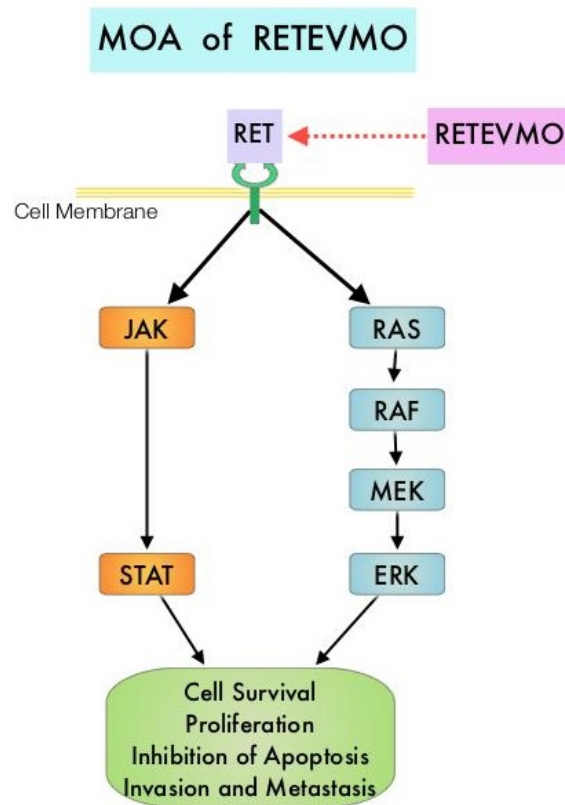 MOA of RETEVMO
RET
RETEVMO
Cell Membrane
JAK
RAS
RAF
MEK
STAT
ERK
Cell Survival
Proliferation
Inhibition of Apoptosis
Invasion and Metastasis